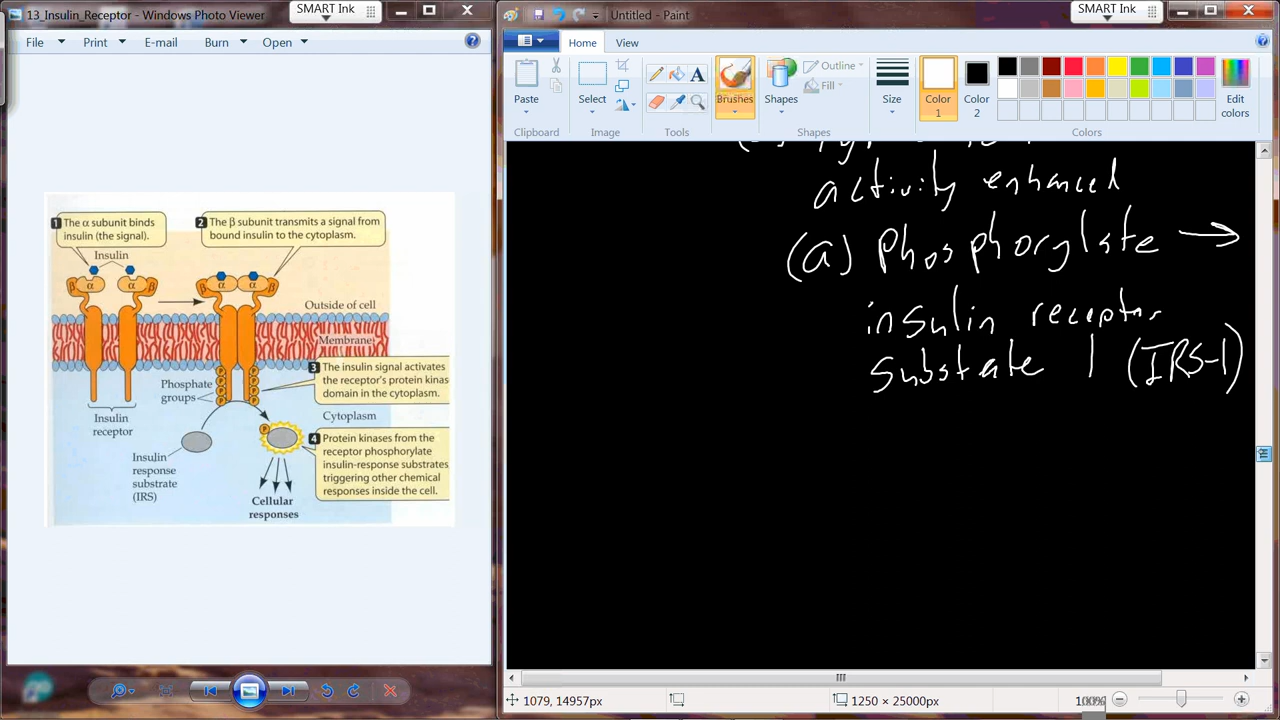 13_Insulin_Receptor - Windows Photo Viewer
SMART Ink
File Print E-mail Burn Open
1 The α subunit binds
insulin (the signal).
2 The β subunit transmits a signal from
bound insulin to the cytoplasm.
Insulin
β α α β
β α α β
Outside of cell
Membrane
3 The insulin signal activates
the receptor's protein kinas
domain in the cytoplasm.
Phosphate
groups
P P
P P
P P
P P
Insulin
receptor
Cytoplasm
P
4 Protein kinases from the
receptor phosphorylate
insulin-response substrates
triggering other chemical
responses inside the cell.
Insulin
response
substrate
(IRS)
Cellular
responses
Untitled - Paint
SMART Ink
Home View
Paste
Select
Brushes
Shapes
Outline
Fill
Size
Color
1
Color
2
Edit
colors
Clipboard Image Tools Shapes Colors
activity enhanced
(a) Phosphorylate →
insulin receptor
substrate 1 (IRS-1)
1079, 14957px
1250 × 25000px
100%